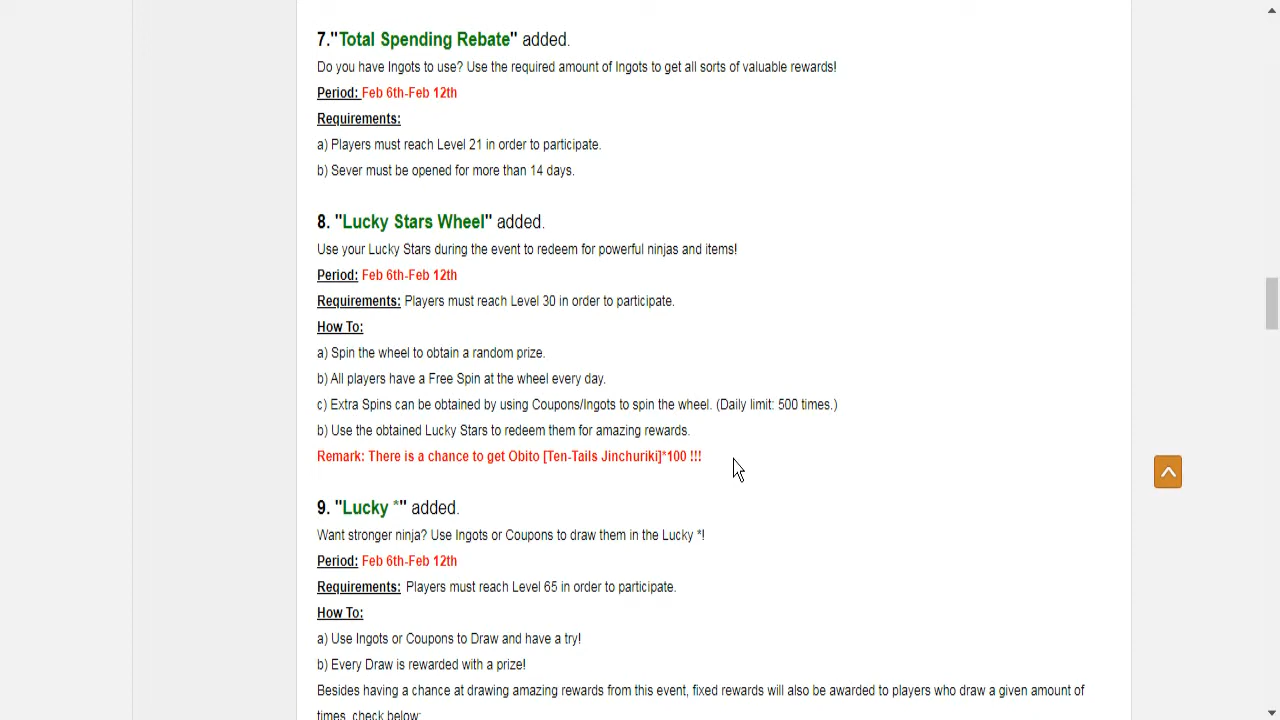 7."Total Spending Rebate" added.
Do you have Ingots to use? Use the required amount of Ingots to get all sorts of valuable rewards!
Period: Feb 6th-Feb 12th
Requirements:
a) Players must reach Level 21 in order to participate.
b) Sever must be opened for more than 14 days.
8. "Lucky Stars Wheel" added.
Use your Lucky Stars during the event to redeem for powerful ninjas and items!
Period: Feb 6th-Feb 12th
Requirements: Players must reach Level 30 in order to participate.
How To:
a) Spin the wheel to obtain a random prize.
b) All players have a Free Spin at the wheel every day.
c) Extra Spins can be obtained by using Coupons/Ingots to spin the wheel. (Daily limit: 500 times.)
b) Use the obtained Lucky Stars to redeem them for amazing rewards.
Remark: There is a chance to get Obito [Ten-Tails Jinchuriki]*100 !!!
9. "Lucky *" added.
Want stronger ninja? Use Ingots or Coupons to draw them in the Lucky *!
Period: Feb 6th-Feb 12th
Requirements: Players must reach Level 65 in order to participate.
How To:
a) Use Ingots or Coupons to Draw and have a try!
b) Every Draw is rewarded with a prize!
Besides having a chance at drawing amazing rewards from this event, fixed rewards will also be awarded to players who draw a given amount of
times, check below: